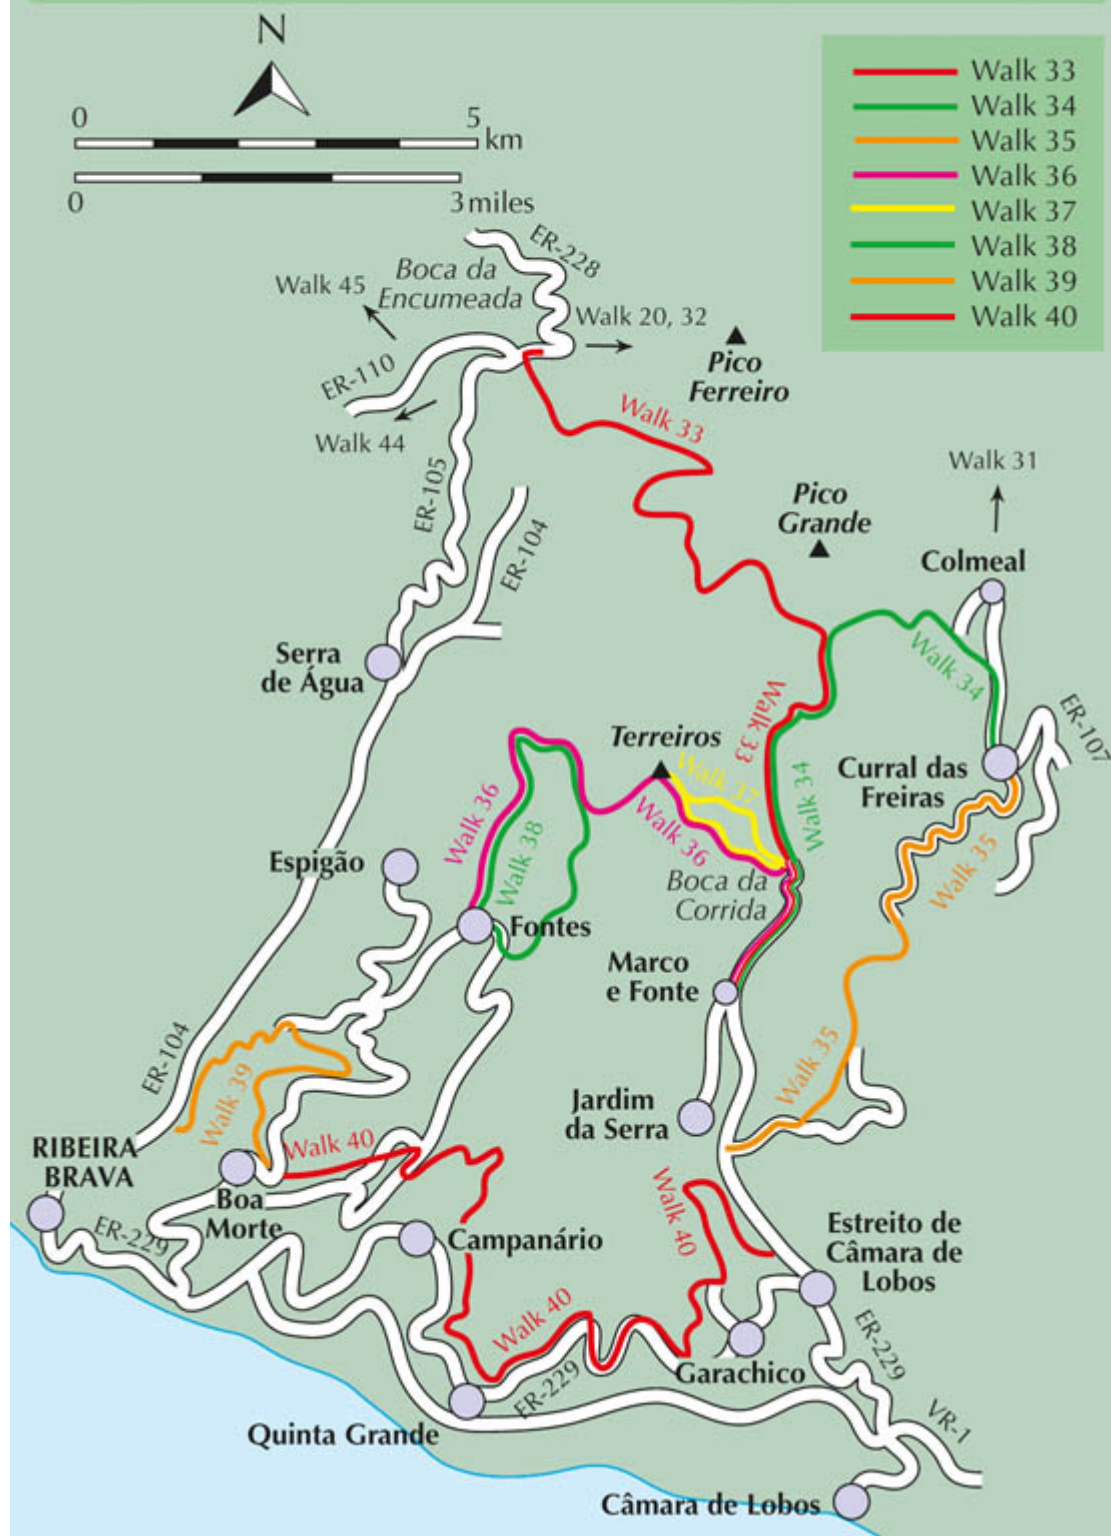 N
0
5
km
0
3 miles
Walk 33
Walk 34
Walk 35
Walk 36
Walk 37
Walk 38
Walk 39
Walk 40
ER-228
Boca da
Encumeada
Walk 45
Walk 20, 32
ER-110
Walk 44
Pico
Ferreiro
Walk 33
ER-105
ER-104
Pico
Grande
Walk 31
Colmeal
Serra
de Água
Walk 34
ER-107
Walk 33
Terreiros
Walk 37
Walk 34
Curral das
Freiras
Walk 36
Walk 38
Walk 36
Espigão
Walk 35
Boca da
Corrida
Fontes
Marco
e Fonte
ER-104
Walk 39
Walk 35
Jardim
da Serra
RIBEIRA
BRAVA
Walk 40
Boa
Morte
ER-229
Campanário
Walk 40
Estreito de
Câmara de
Lobos
Walk 40
ER-229
ER-229
Garachico
Quinta Grande
VR-1
Câmara de Lobos